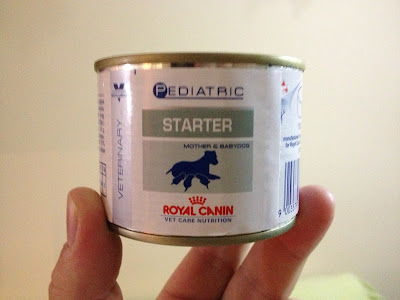 PEDIATRIC
STARTER
MOTHER & BABYDOG
ROYAL CANIN
VET CARE NUTRITION
VETERINARY